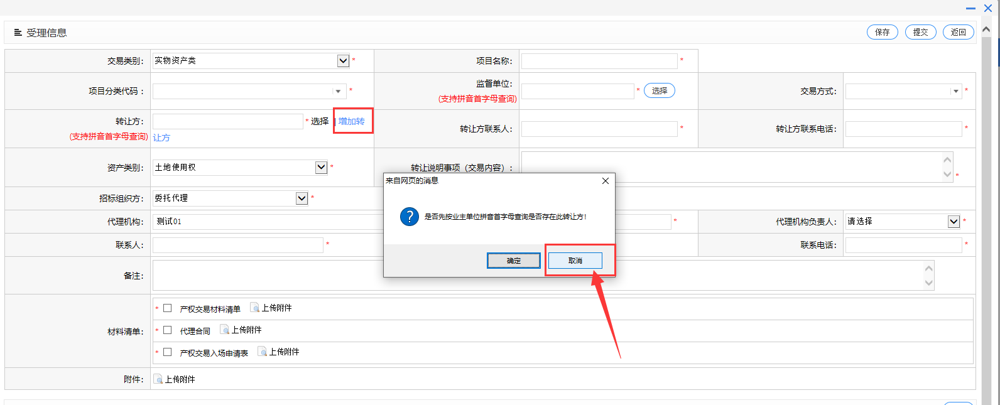 受理信息
保存
提交
返回
交易类别:
实物资产类
*
项目名称:
*
项目分类代码 :
*
监督单位:
(支持拼音首字母查询)
*
选择
交易方式:
*
转让方:
(支持拼音首字母查询)
* 选择
增加转
让方
转让方联系人:
*
转让方联系电话:
*
资产类别:
土地使用权
*
转让说明事项（交易内容）:
*
招标组织方:
委托代理
*
代理机构:
测试01
*
代理机构负责人:
请选择
*
联系人:
*
联系电话:
*
备注:
材料清单:
* 产权交易材料清单 上传附件
* 代理合同 上传附件
* 产权交易入场申请表 上传附件
附件:
上传附件
来自网页的消息
是否先按业主单位拼音首字母查询是否存在此转让方!
确定
取消